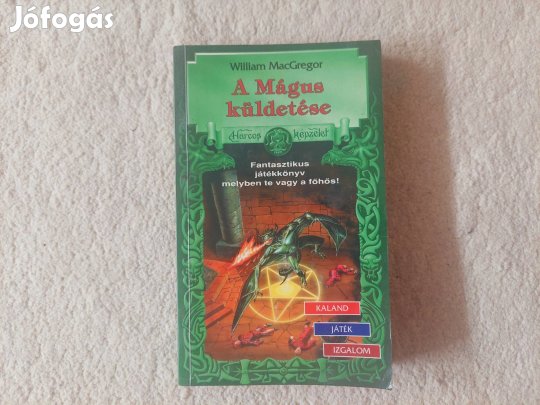 Jófogás
William MacGregor
A Mágus
küldetése
Harcos Képzelet
Fantasztikus
játékkönyv
melyben te vagy a főhős!
KALAND
JÁTÉK
IZGALOM